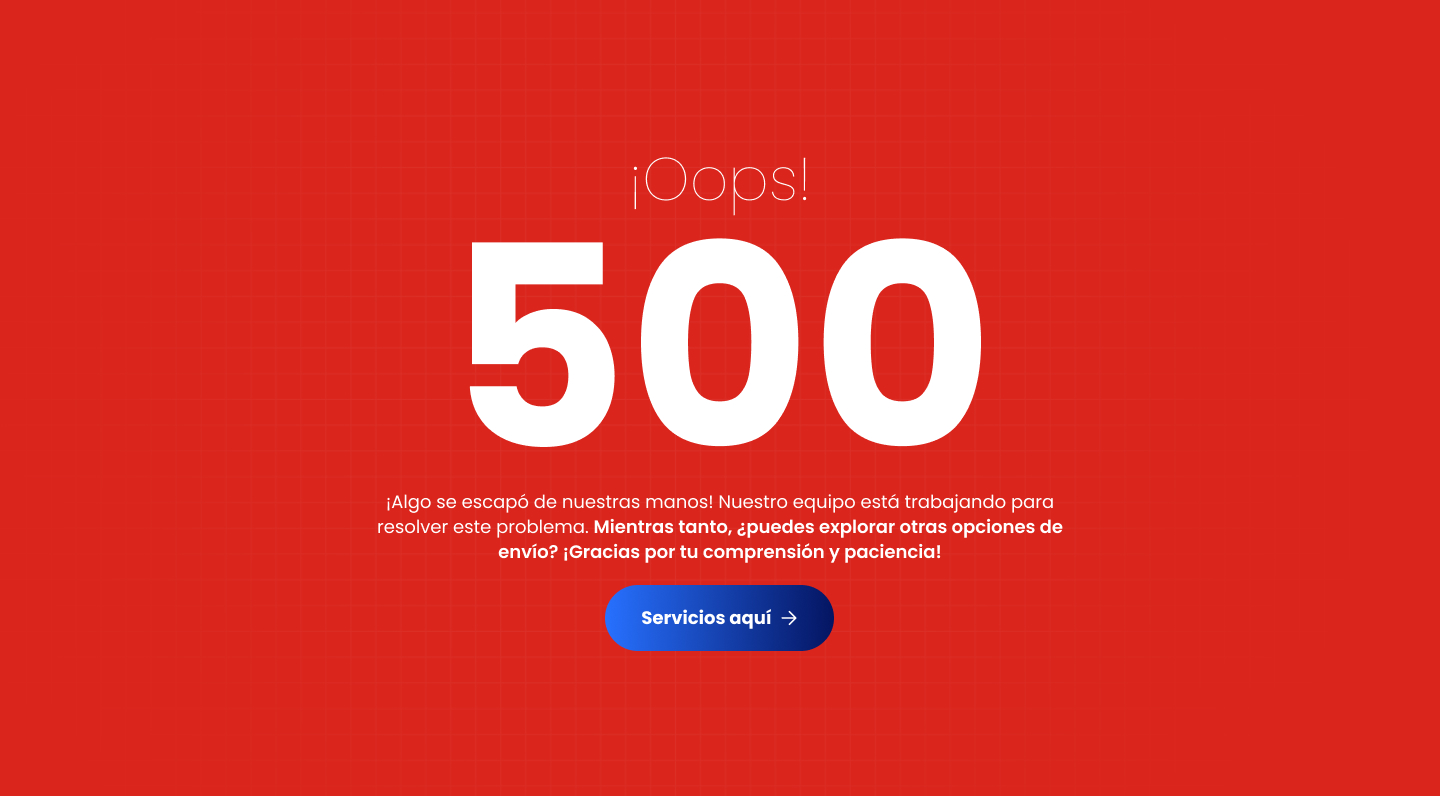 ¡Oops!
500
¡Algo se escapó de nuestras manos! Nuestro equipo está trabajando para
resolver este problema. Mientras tanto, ¿puedes explorar otras opciones de
envío? ¡Gracias por tu comprensión y paciencia!
Servicios aquí →